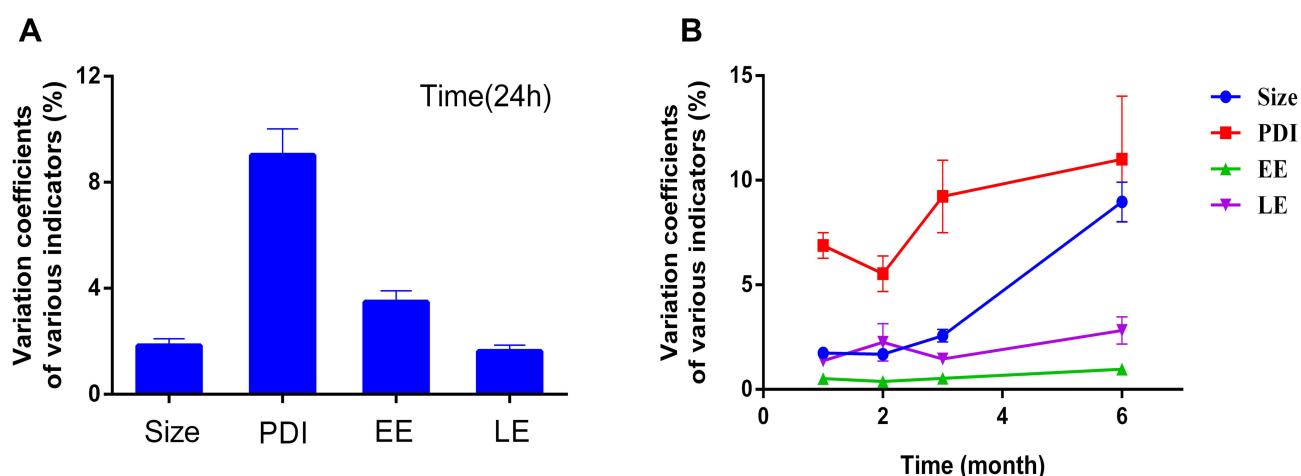 A
Variation coefficients
of various indicators (%)
12
8
4
0
Time(24h)
Size PDI EE LE
B
Variation coefficients
of various indicators (%)
15
10
5
0
0 2 4 6
Time (month)
Size
PDI
EE
LE